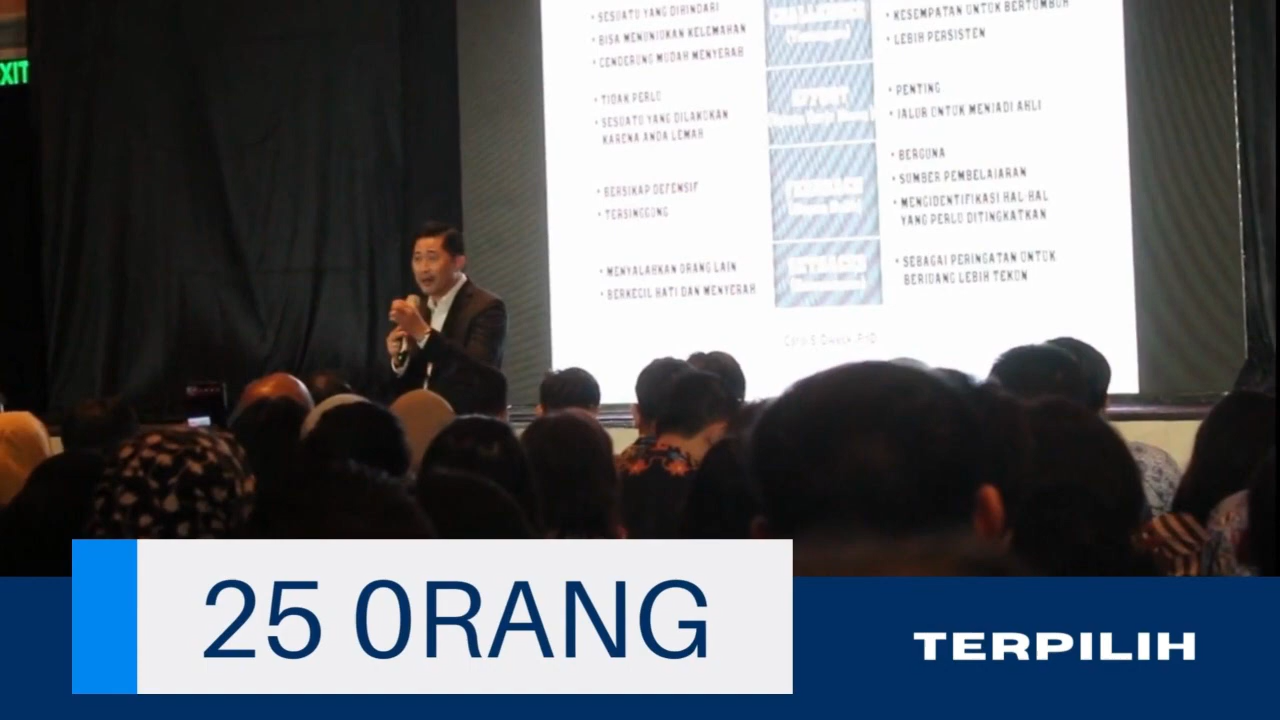 XIT
• SESUATU YANG DIHINDARI
• BISA MENUNJUKAN KELEMAHAN
• CENDERUNG MUDAH MENYERAH
• KESEMPATAN UNTUK BERTUMBUH
• LEBIH PERSISTEN
• TIDAK PERLU
• SESUATU YANG DILAKUKAN
KARENA ANDA LEMAH
• PENTING
• JALUR UNTUK MENJADI AHLI
• BERSIKAP DEFENSIF
• TERSINGGUNG
• BERGUNA
• SUMBER PEMBELAJARAN
• MENGIDENTIFIKASI HAL-HAL
YANG PERLU DITINGKATKAN
• MENYALAHKAN ORANG LAIN
• BERKECIL HATI DAN MENYERAH
• SEBAGAI PERINGATAN UNTUK
BERJUANG LEBIH TEKUN
25 0RANG
TERPILIH